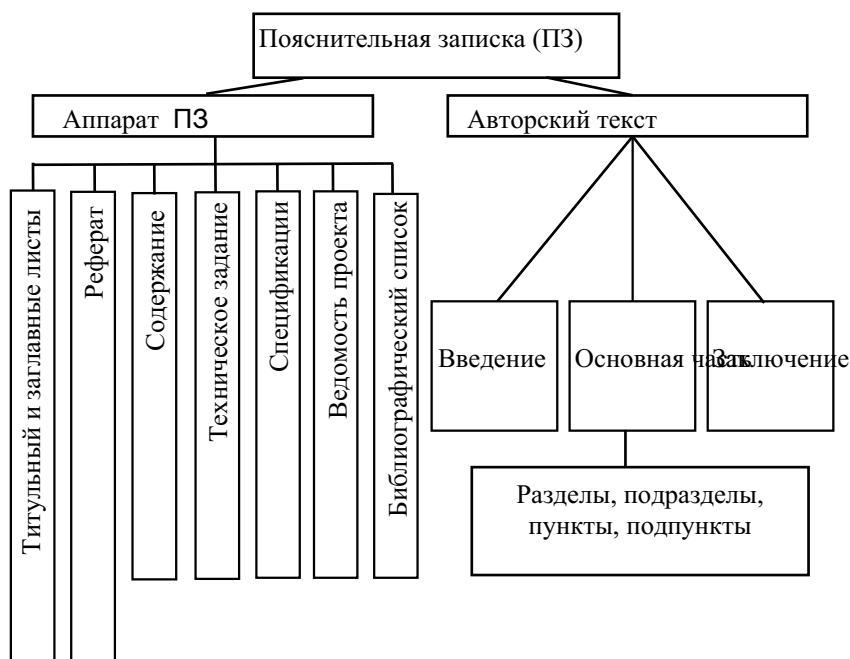 Пояснительная записка (ПЗ)
Аппарат ПЗ
Авторский текст
Титульный и заглавные листы
Реферат
Содержание
Техническое задание
Спецификации
Ведомость проекта
Библиографический список
Введение
Основная часть
Заключение
Разделы, подразделы,
пункты, подпункты